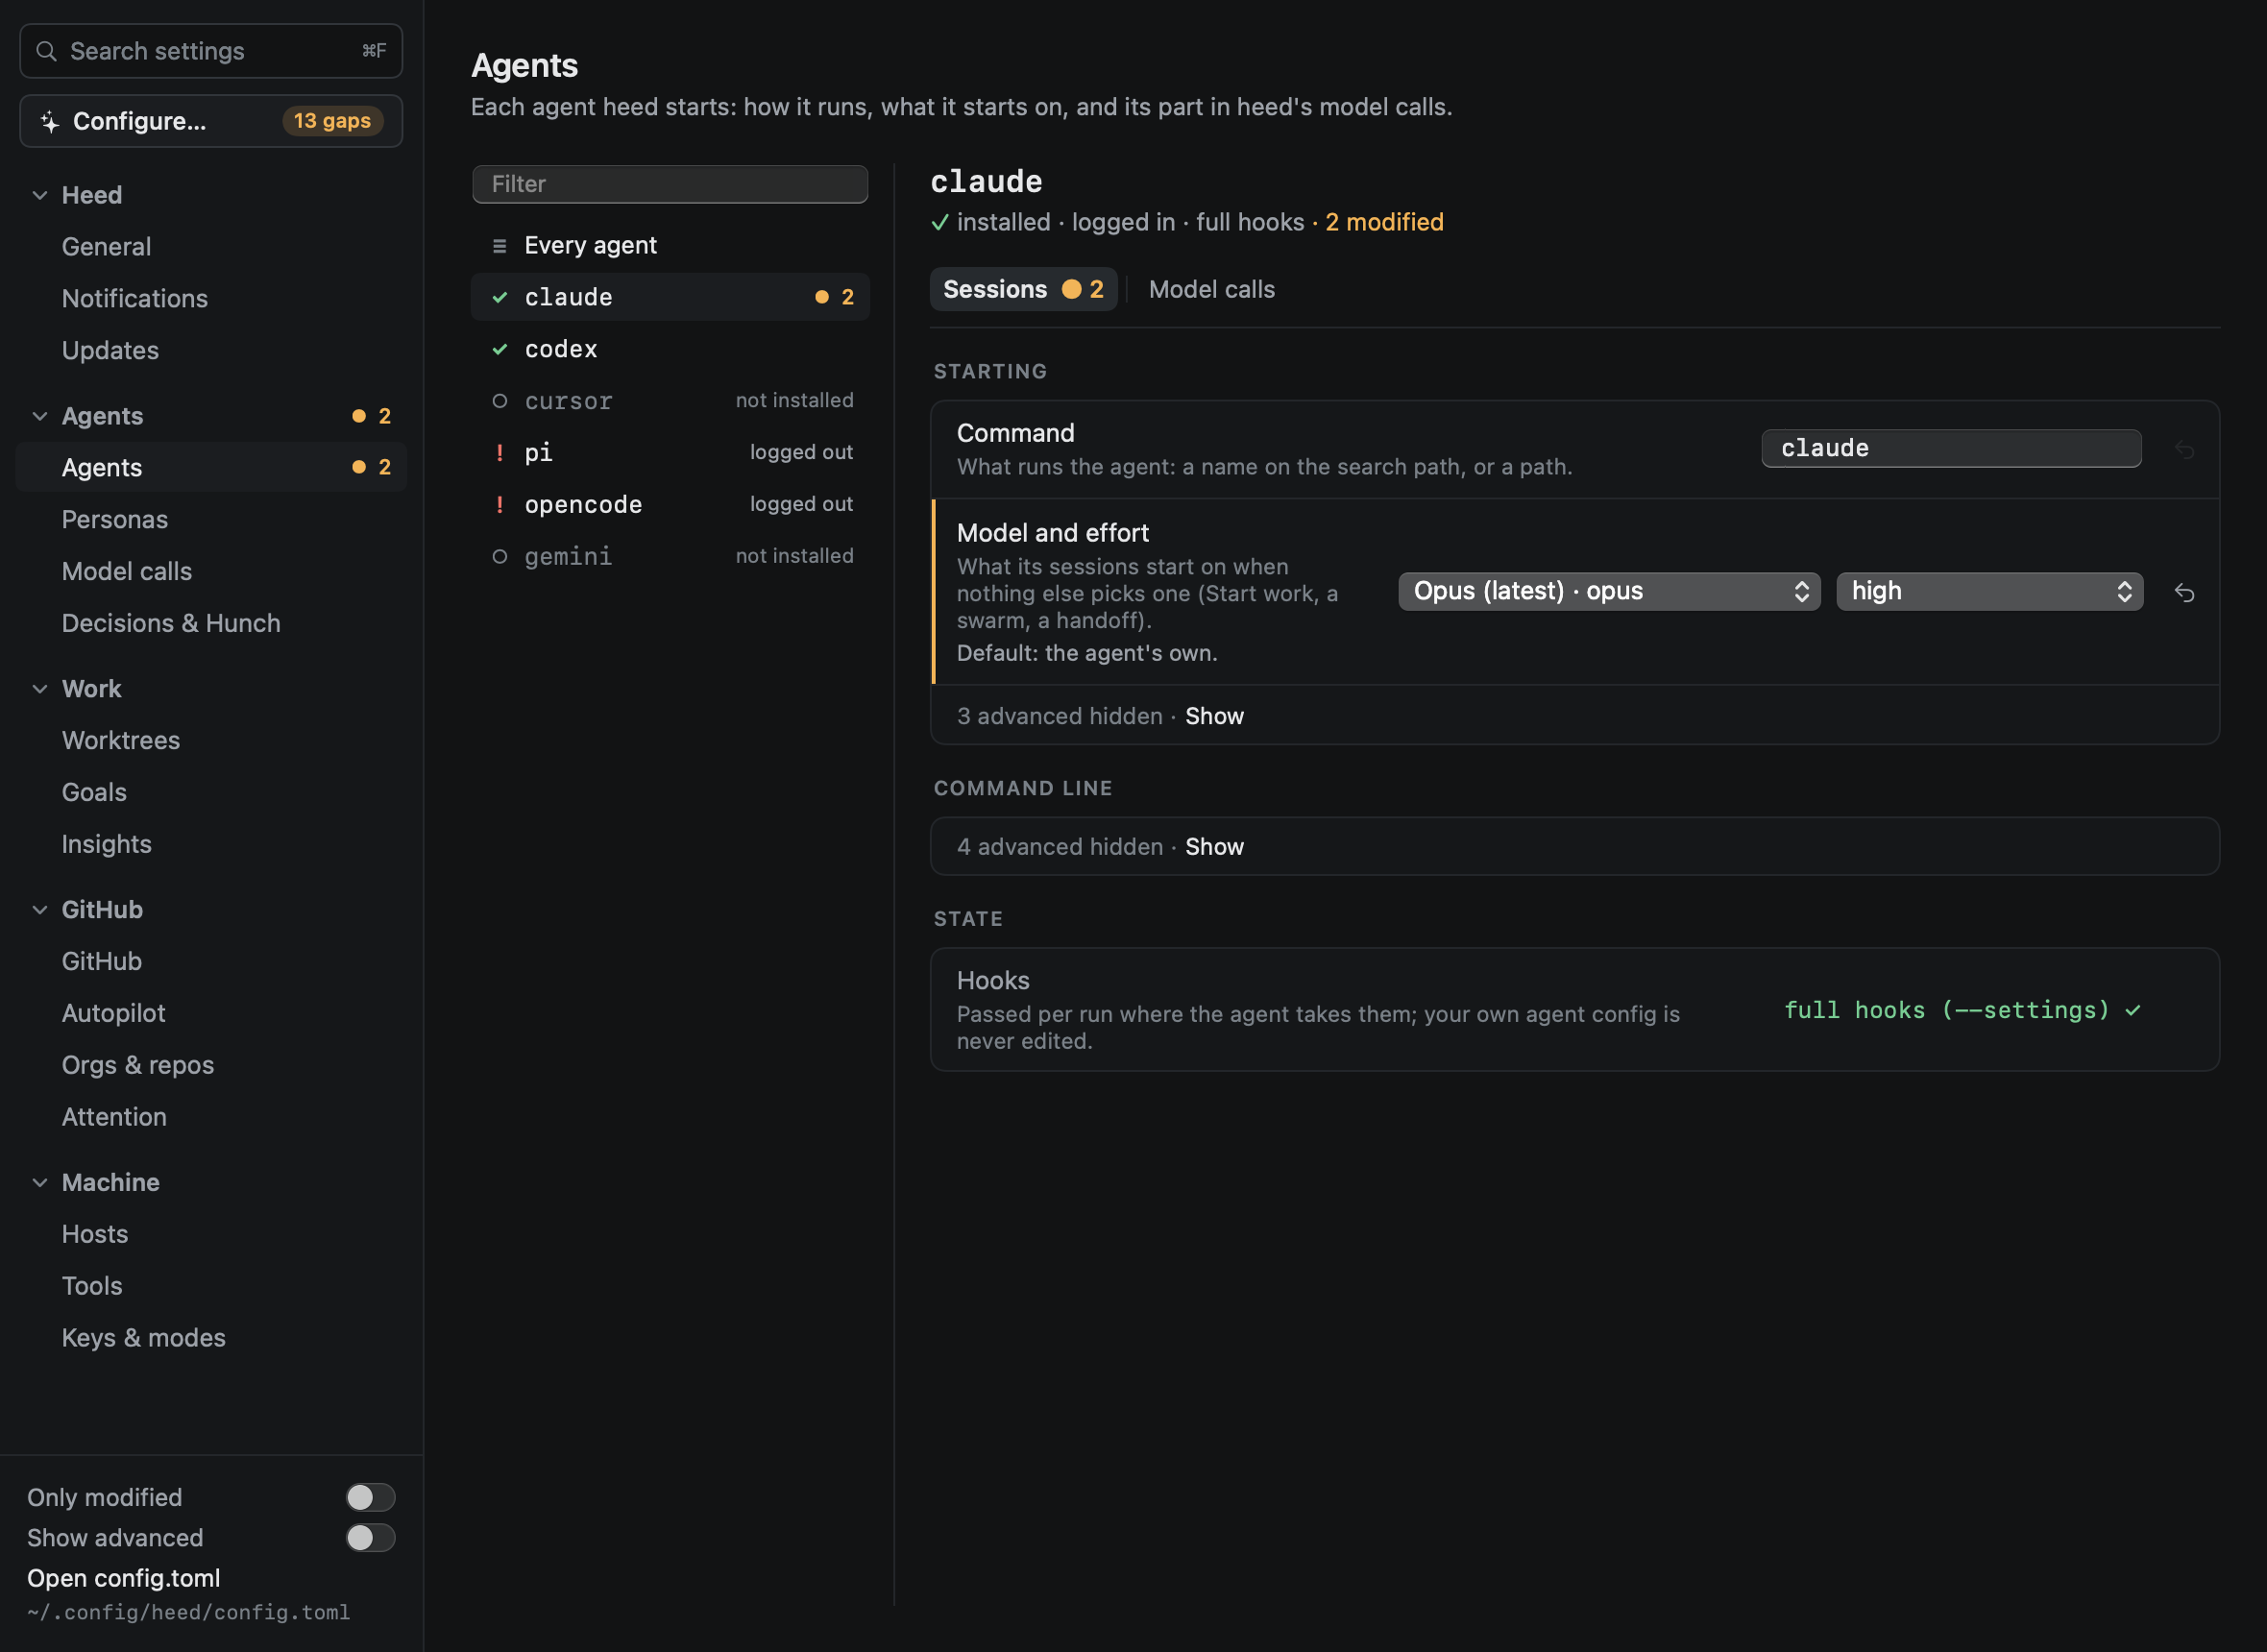 Search settings ⌘F
Configure... 13 gaps
Heed
General
Notifications
Updates
Agents 2
Agents 2
Personas
Model calls
Decisions & Hunch
Work
Worktrees
Goals
Insights
GitHub
GitHub
Autopilot
Orgs & repos
Attention
Machine
Hosts
Tools
Keys & modes
Only modified
Show advanced
Open config.toml
~/.config/heed/config.toml
Agents
Each agent heed starts: how it runs, what it starts on, and its part in heed's model calls.
Filter
Every agent
claude 2
codex
cursor not installed
! pi logged out
! opencode logged out
gemini not installed
claude
✓ installed · logged in · full hooks · 2 modified
Sessions 2 Model calls
STARTING
Command
What runs the agent: a name on the search path, or a path.
claude
Model and effort
What its sessions start on when
nothing else picks one (Start work, a
swarm, a handoff).
Default: the agent's own.
Opus (latest) · opus high
3 advanced hidden · Show
COMMAND LINE
4 advanced hidden · Show
STATE
Hooks
Passed per run where the agent takes them; your own agent config is
never edited.
full hooks (--settings) ✓